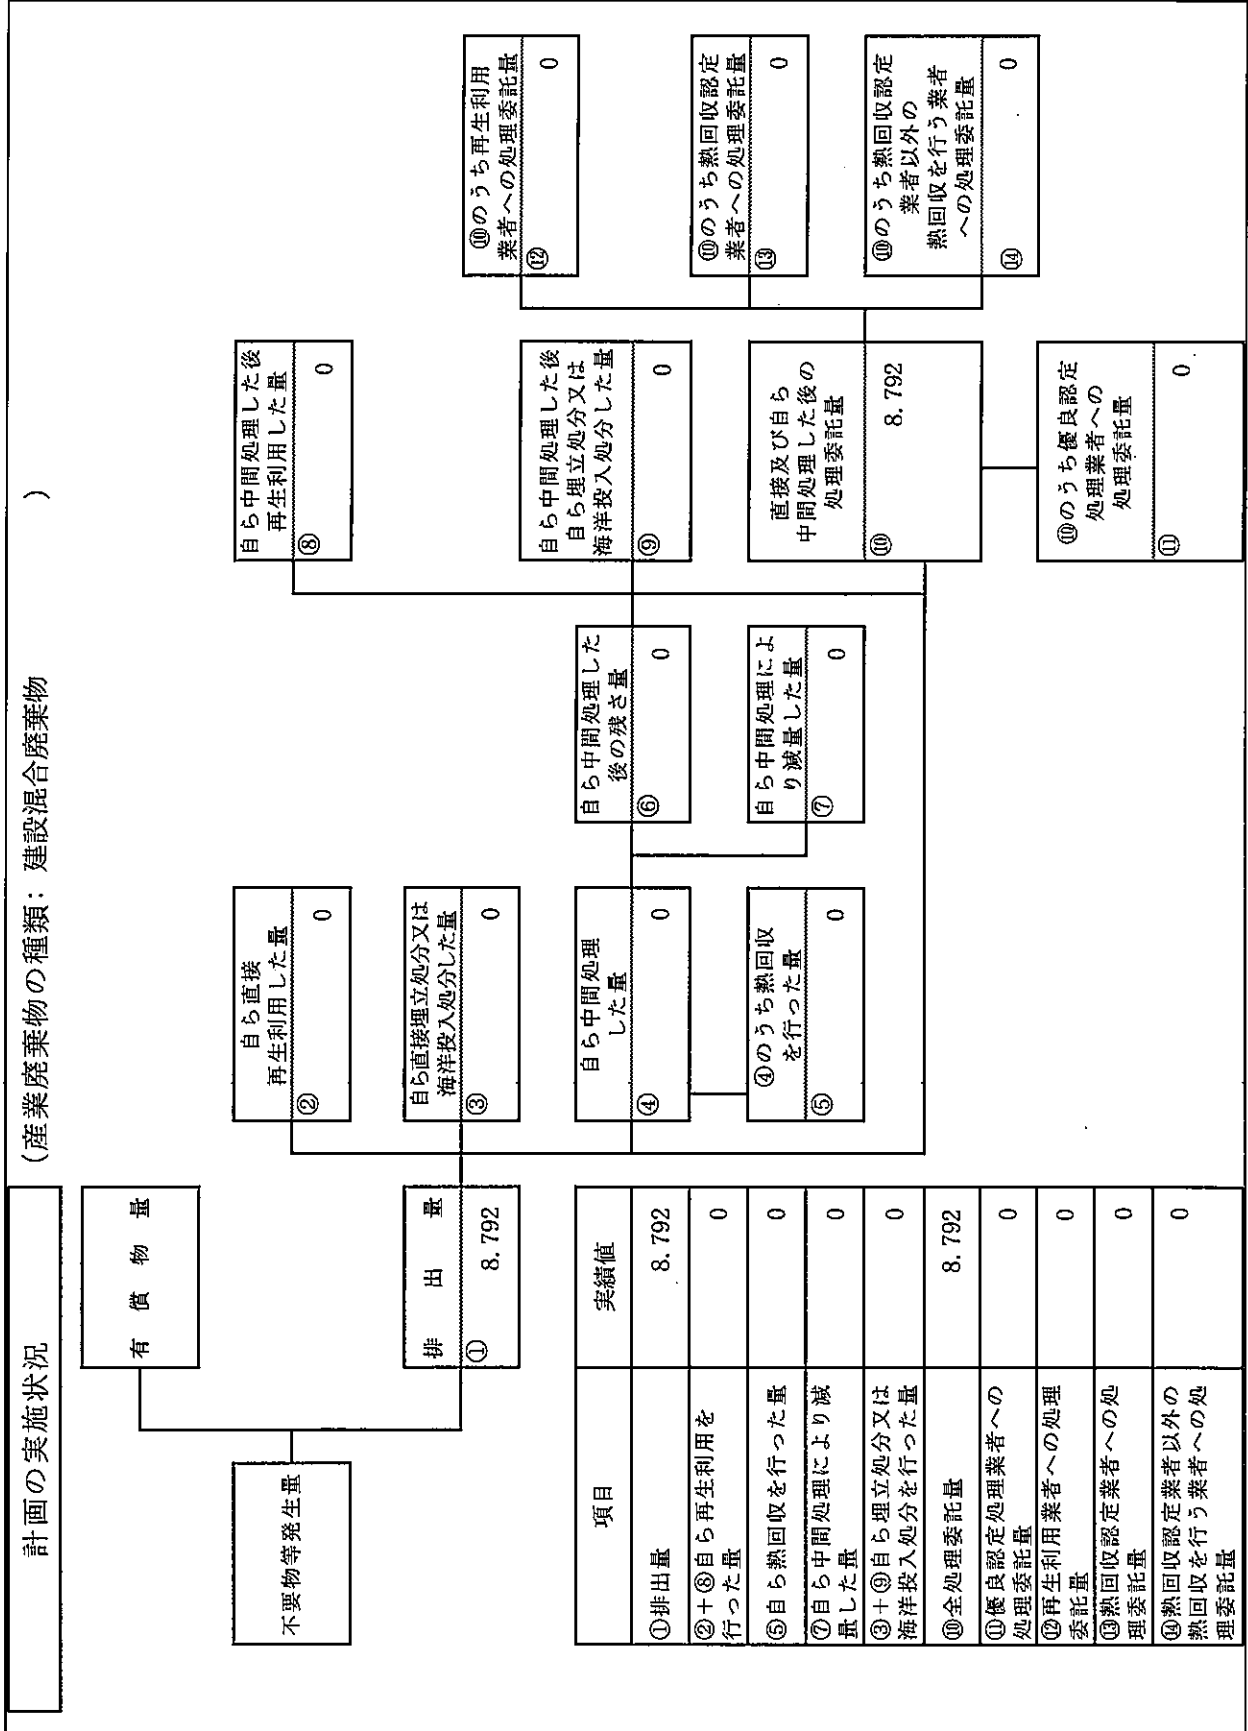 計画の実施状況
(産業廃棄物の種類: 建設混合廃棄物 )
不要物等発生量
有償物量
排出量
① 8.792
自ら直接
再生利用した量
② 0
自ら直接埋立処分又は
海洋投入処分した量
③ 0
自ら中間処理
した量
④ 0
④のうち熱回収
を行った量
⑤ 0
自ら中間処理した
後の残さ量
⑥ 0
自ら中間処理によ
り減量した量
⑦ 0
自ら中間処理した後
再生利用した量
⑧ 0
自ら中間処理した後
自ら埋立処分又は
海洋投入処分した量
⑨ 0
直接及び自ら
中間処理した後の
処理委託量
⑩ 8.792
⑩のうち優良認定
処理業者への
処理委託量
⑪ 0
⑩のうち再生利用
業者への処理委託量
⑫ 0
⑩のうち熱回収認定
業者への処理委託量
⑬ 0
⑩のうち熱回収認定
業者以外の
熱回収を行う業者
への処理委託量
⑭ 0
項目 実績値
①排出量 8.792
②+⑧自ら再生利用を
行った量 0
⑤自ら熱回収を行った量 0
⑦自ら中間処理により減
量した量 0
③+⑨自ら埋立処分又は
海洋投入処分を行った量 0
⑩全処理委託量 8.792
⑪優良認定処理業者への
処理委託量 0
⑫再生利用業者への処理
委託量 0
⑬熱回収認定業者への処
理委託量 0
⑭熱回収認定業者以外の
熱回収を行う業者への処
理委託量 0